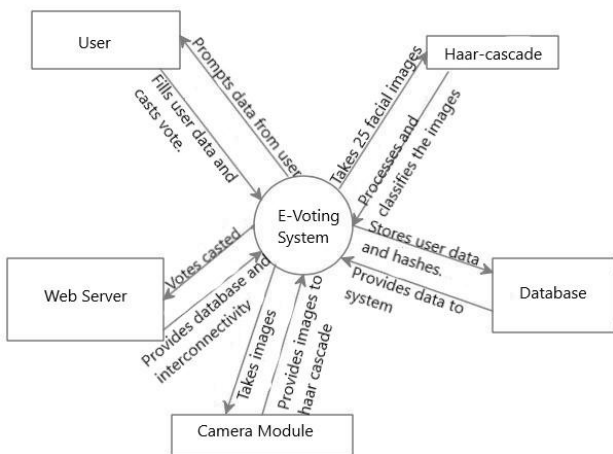 User
Haar-cascade
Prompts data from user
Fills user data and
casts vote.
Takes 25 facial images
Processes and
classifies the images
E-Voting
System
Votes casted
Stores user data
and hashes.
Web Server
Provides database and
interconnectivity
Provides data to
system
Database
Takes images
Provides images to
haar cascade
Camera Module